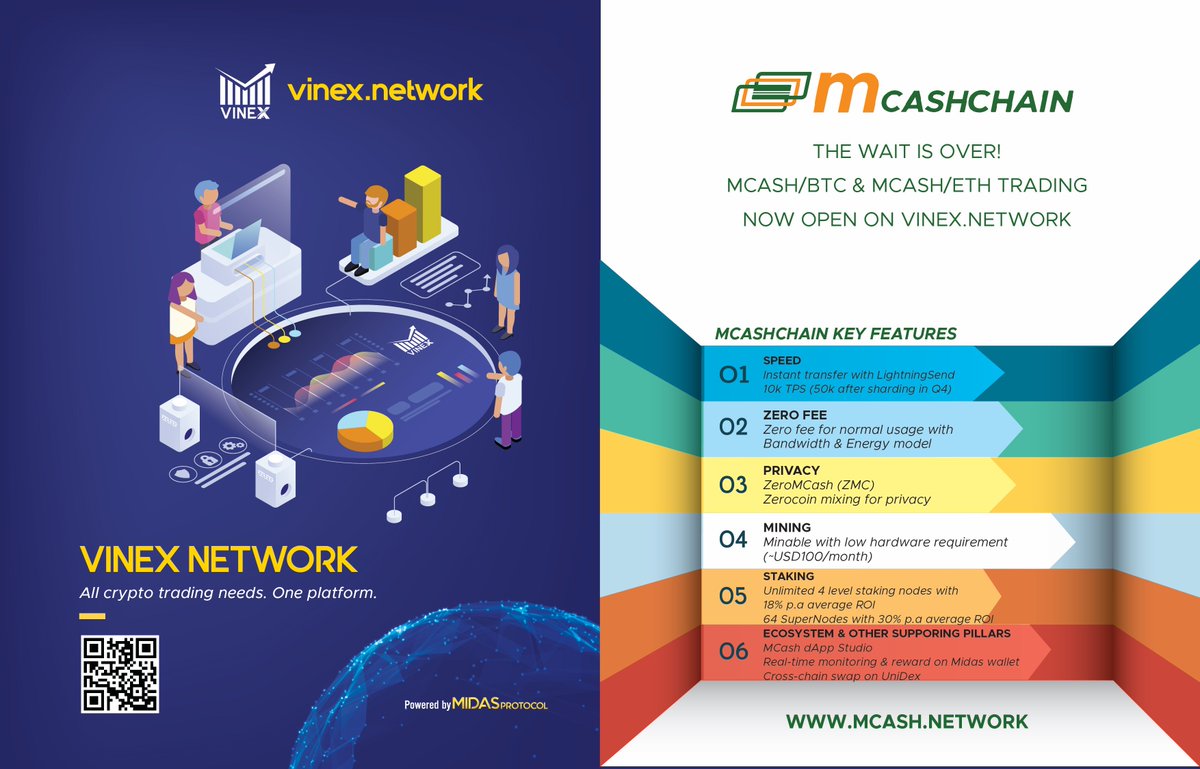 VINEX
vinex.network
VINEX
VINEX NETWORK
All crypto trading needs. One platform.
Powered by MIDAS PROTOCOL
m CASHCHAIN
THE WAIT IS OVER!
MCASH/BTC & MCASH/ETH TRADING
NOW OPEN ON VINEX.NETWORK
MCASHCHAIN KEY FEATURES
01
SPEED
Instant transfer with LightningSend
10k TPS (50k after sharding in Q4)
02
ZERO FEE
Zero fee for normal usage with
Bandwidth & Energy model
03
PRIVACY
ZeroMCash (ZMC)
Zerocoin mixing for privacy
04
MINING
Minable with low hardware requirement
(~USD100/month)
05
STAKING
Unlimited 4 level staking nodes with
18% p.a average ROI
64 SuperNodes with 30% p.a average ROI
06
ECOSYSTEM & OTHER SUPPORING PILLARS
MCash dApp Studio
Real-time monitoring & reward on Midas wallet
Cross-chain swap on UniDex
WWW.MCASH.NETWORK